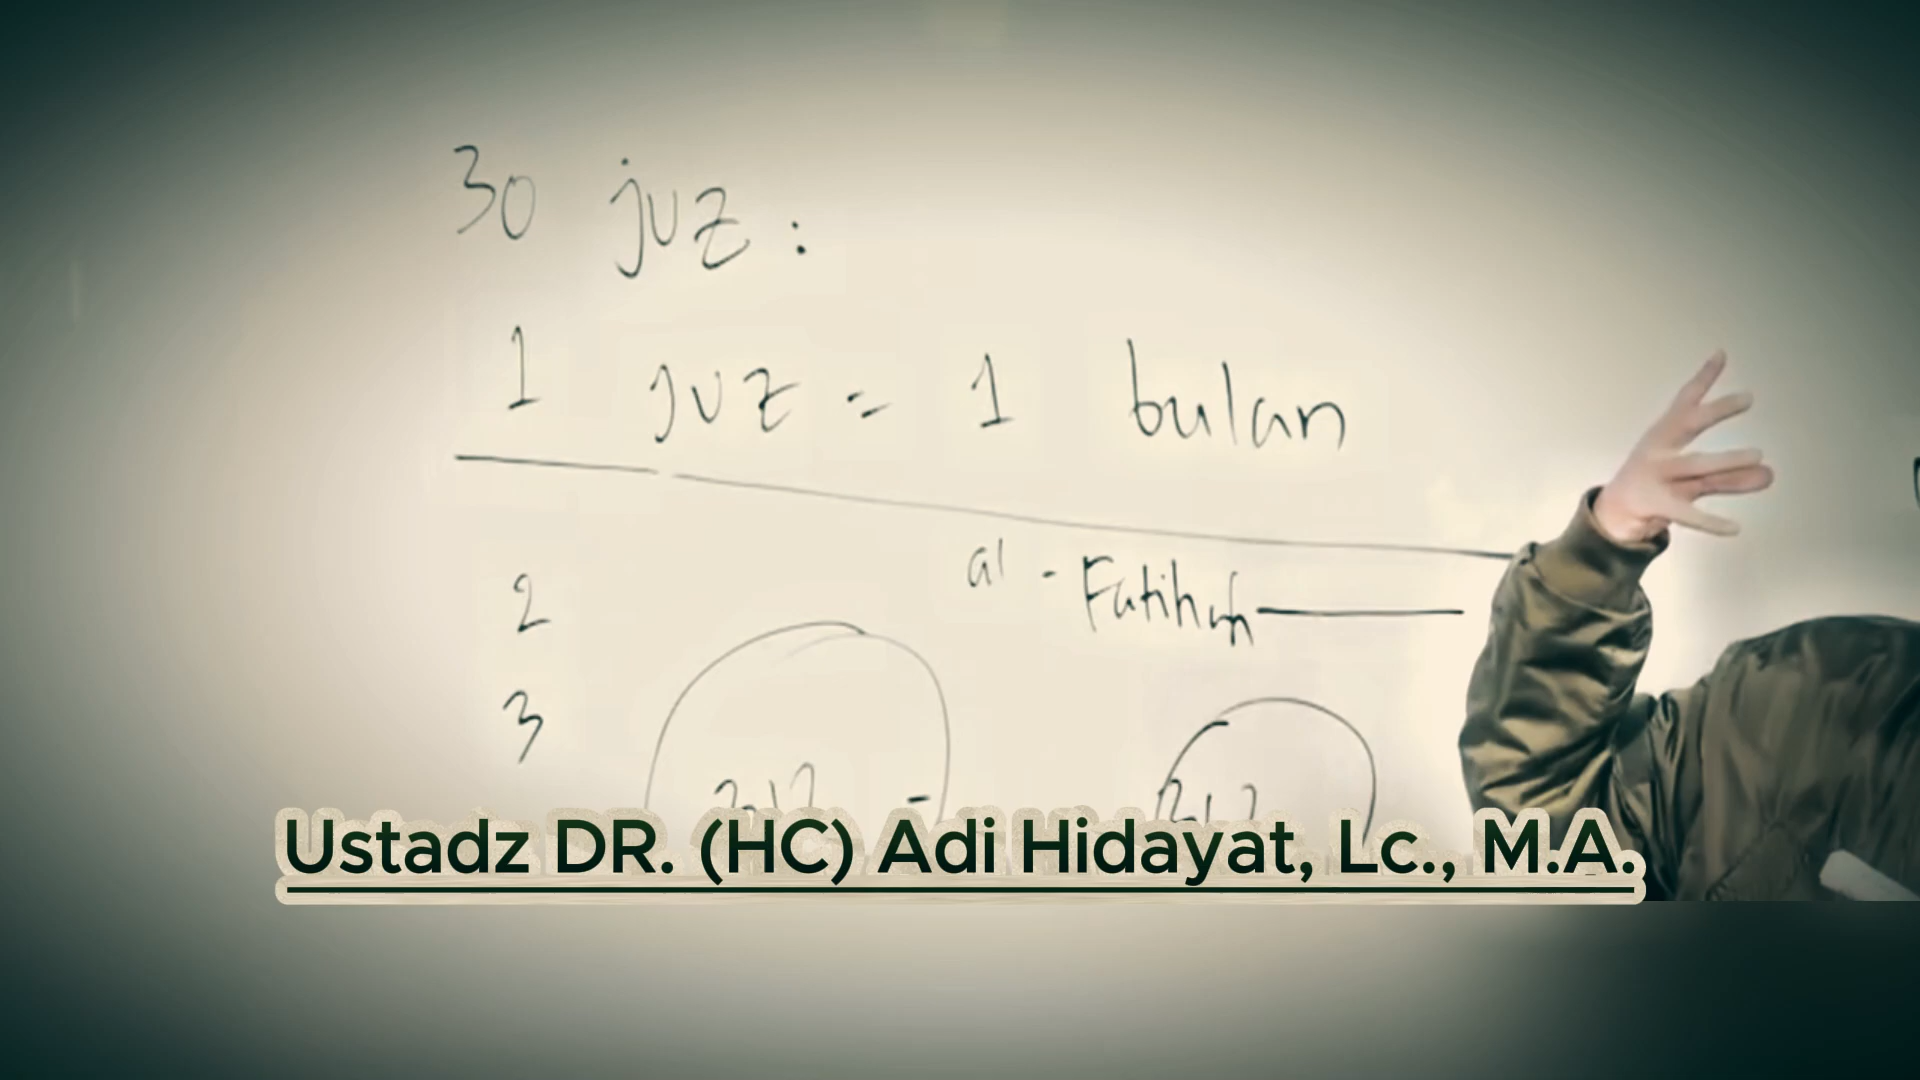 30 juz :
1 juz = 1 bulan
al - Fatihah
2
3
Ustadz DR. (HC) Adi Hidayat, Lc., M.A.